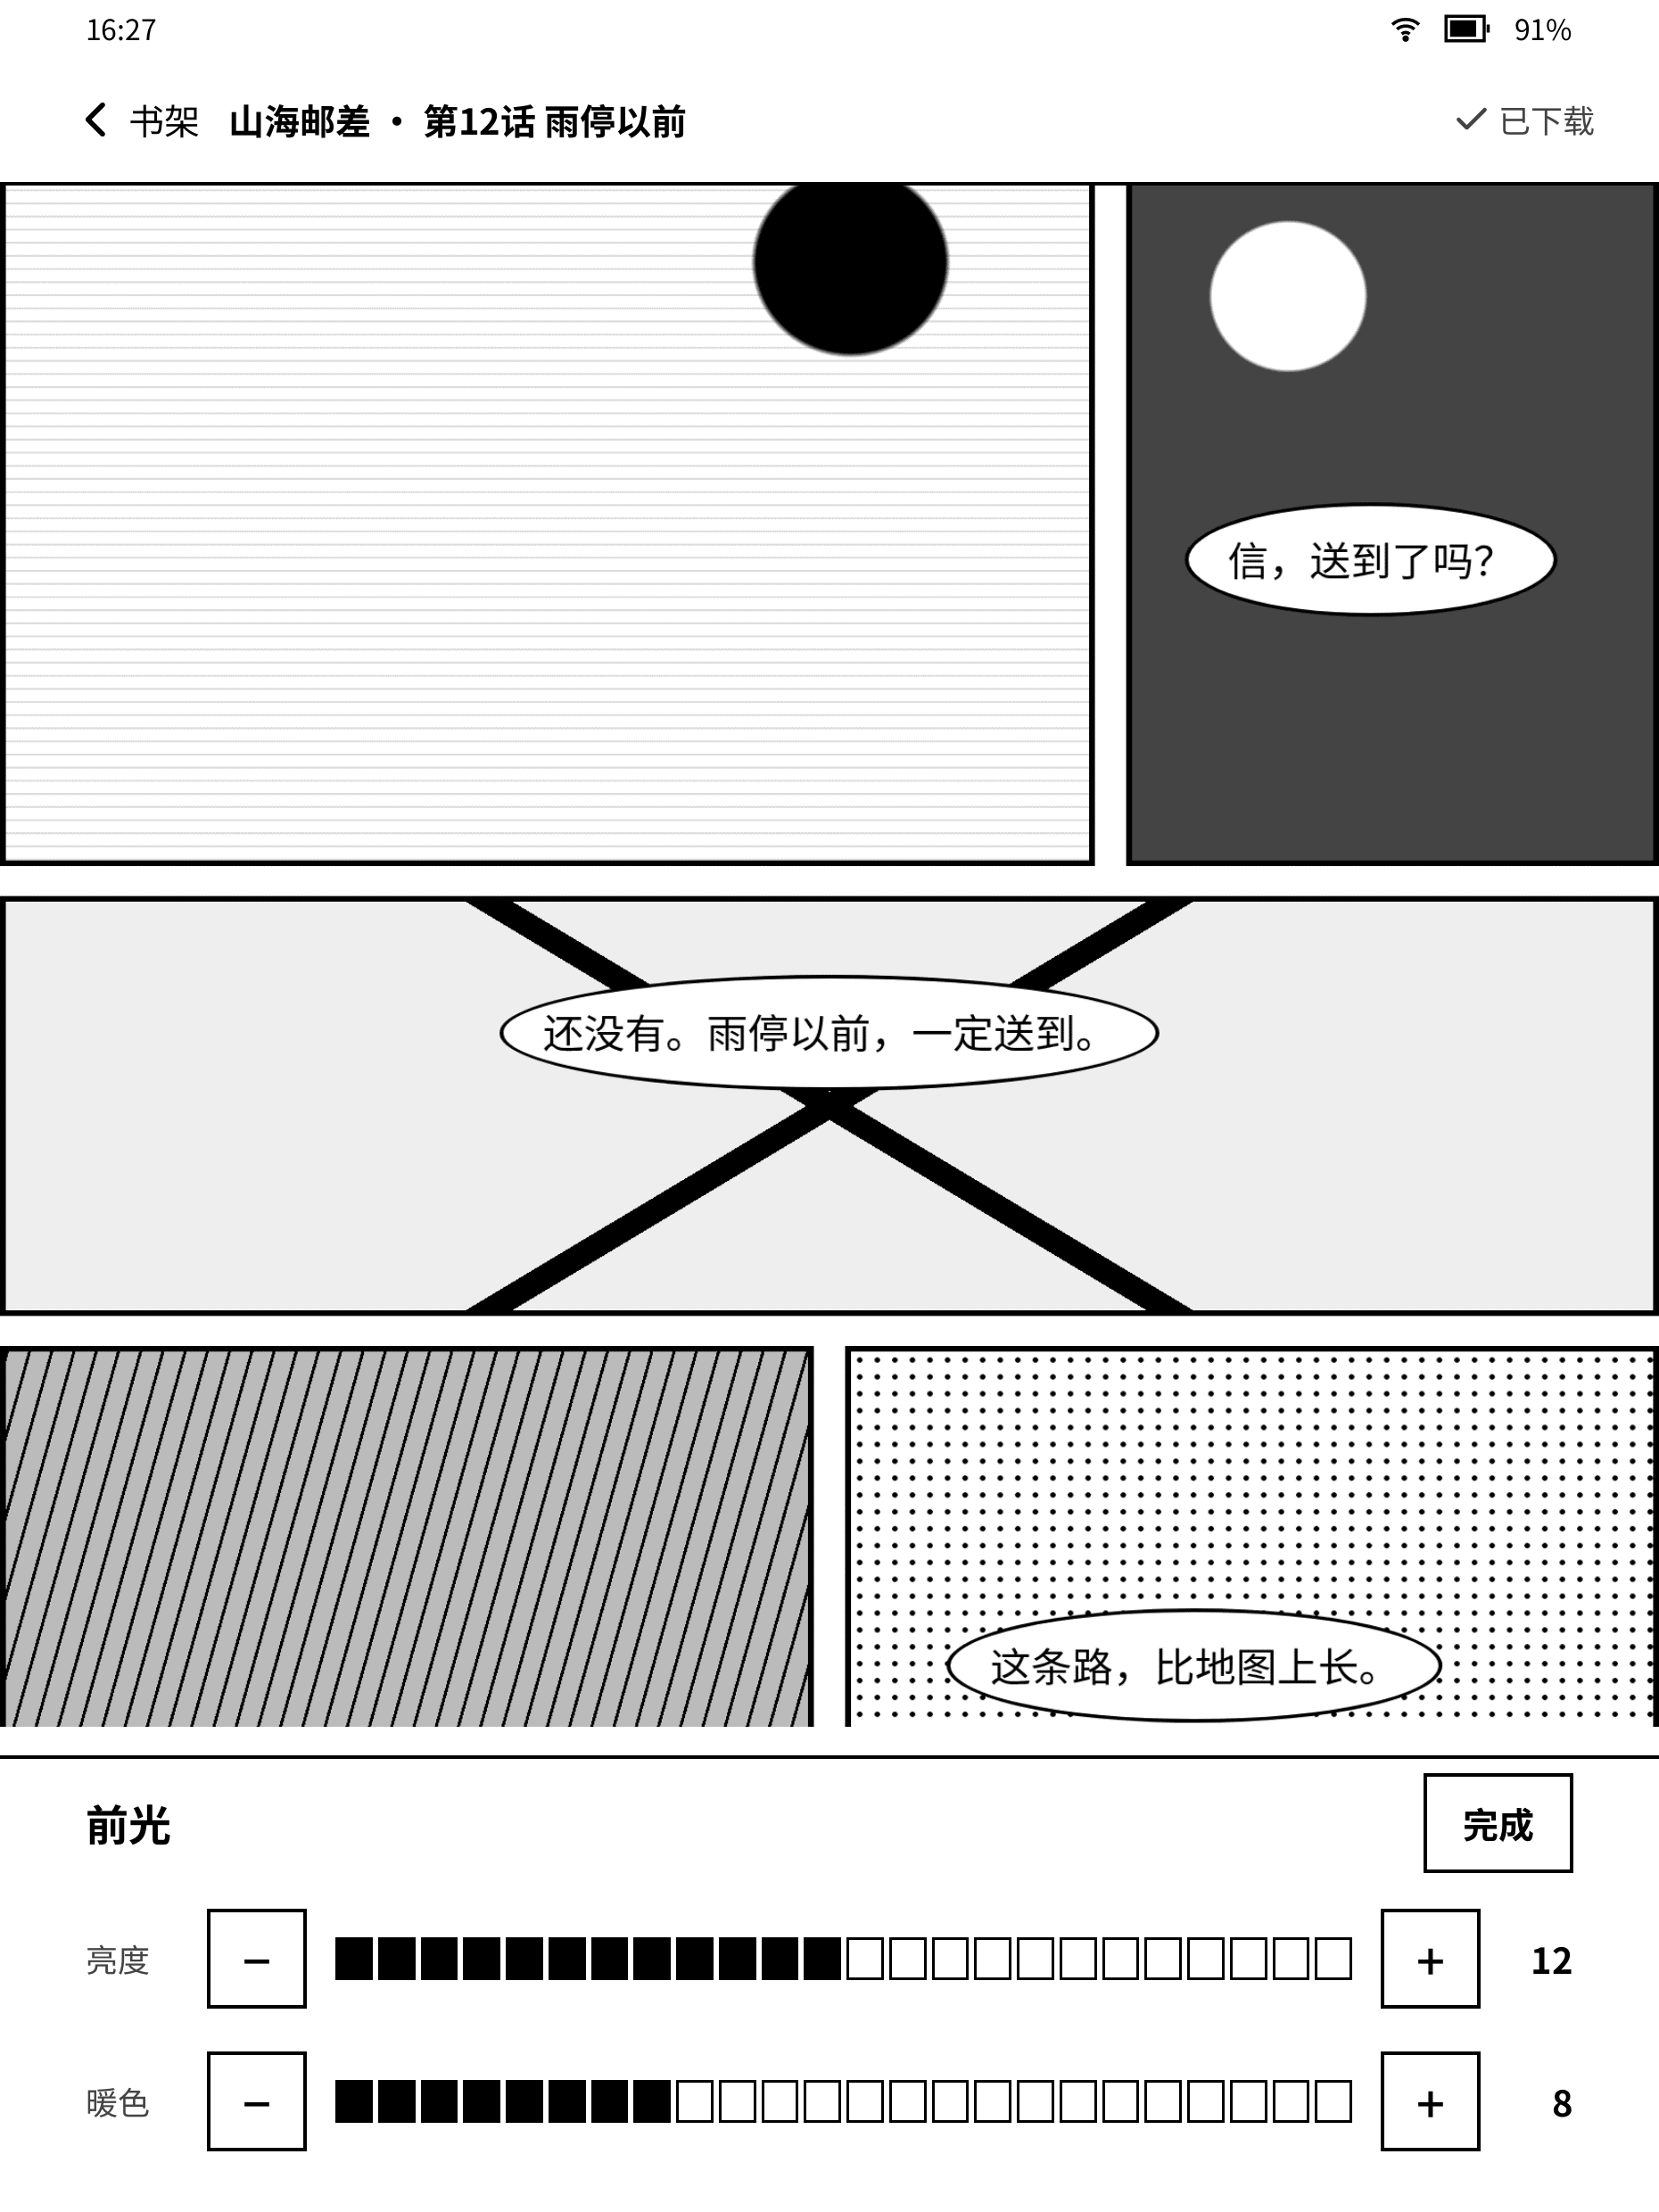 16:27
91%
书架 山海邮差 · 第12话 雨停以前
已下载
信，送到了吗？
还没有。雨停以前，一定送到。
这条路，比地图上长。
前光
完成
亮度 − + 12
暖色 − + 8